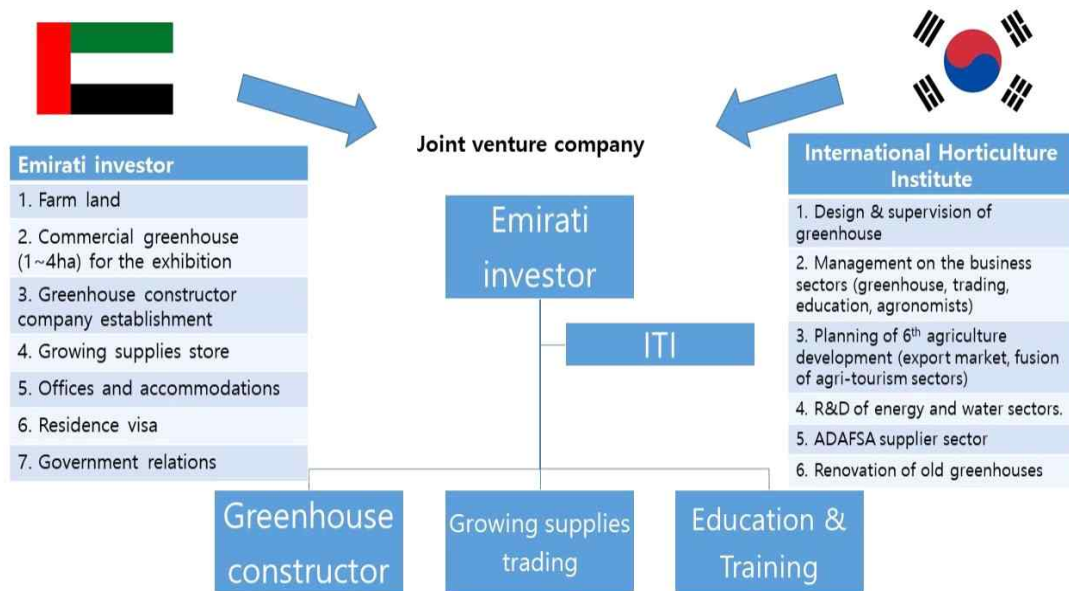 Joint venture company
Emirati investor
1. Farm land
2. Commercial greenhouse
(1~4ha) for the exhibition
3. Greenhouse constructor
company establishment
4. Growing supplies store
5. Offices and accommodations
6. Residence visa
7. Government relations
Emirati
investor
ITI
Greenhouse
constructor
Growing supplies
trading
Education &
Training
International Horticulture
Institute
1. Design & supervision of
greenhouse
2. Management on the business
sectors (greenhouse, trading,
education, agronomists)
3. Planning of 6th agriculture
development (export market, fusion
of agri-tourism sectors)
4. R&D of energy and water sectors.
5. ADAFSA supplier sector
6. Renovation of old greenhouses